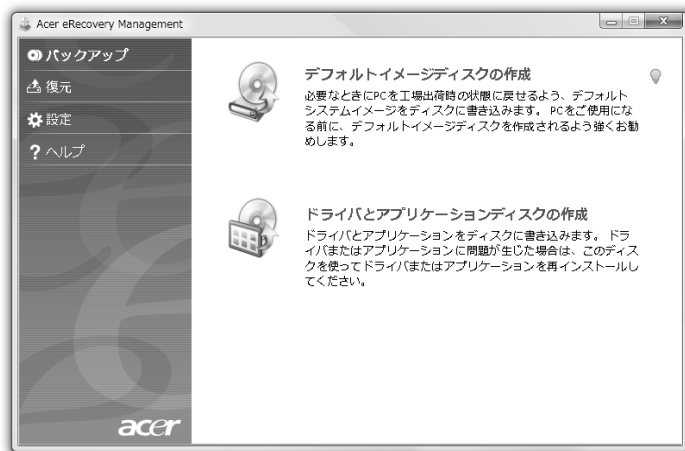 Acer eRecovery Management
バックアップ
復元
設定
? ヘルプ
デフォルトイメージディスクの作成
必要なときにPCを工場出荷時の状態に戻せるよう、デフォルト
システムイメージをディスクに書き込みます。 PCをご使用にな
る前に、デフォルトイメージディスクを作成されるよう強くお勧
めします。
ドライバとアプリケーションディスクの作成
ドライバとアプリケーションをディスクに書き込みます。 ドラ
イバまたはアプリケーションに問題が生じた場合は、このディス
クを使ってドライバまたはアプリケーションを再インストールし
てください。
acer